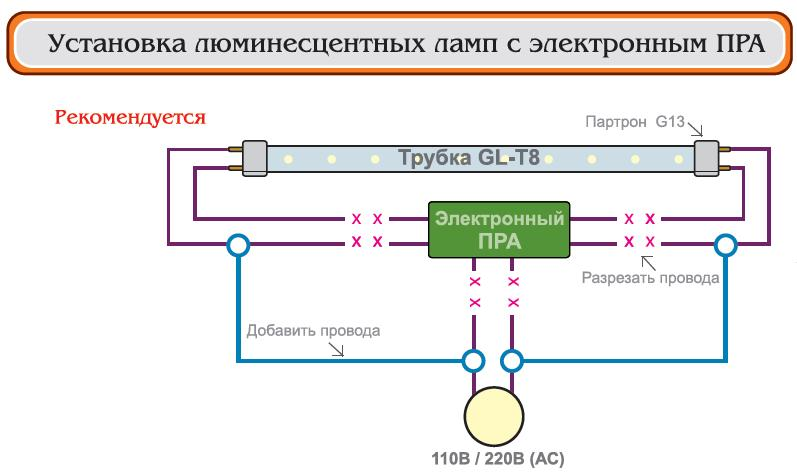 Установка люминесцентных ламп с электронным ПРА
Рекомендуется
Партрон G13
Трубка GL-T8
x x
x x
x x
x x
Электронный
ПРА
Разрезать провода
x x
x x
Добавить провода
110В / 220В (AC)